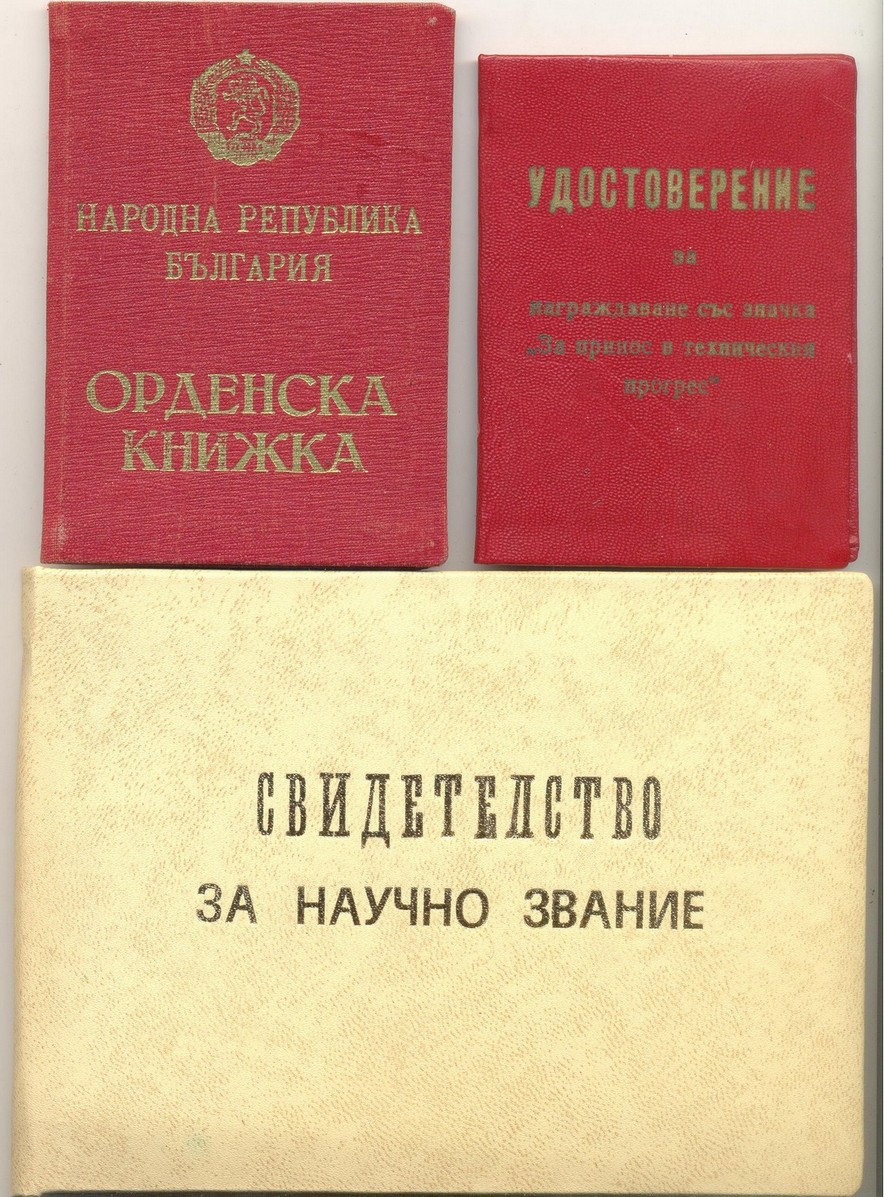 НАРОДНА РЕПУБЛИКА
БЪЛГАРИЯ
ОРДЕНСКА
КНИЖКА
УДОСТОВЕРЕНИЕ
за
награждаване със значка
„За принос в техническия
прогрес“
СВИДЕТЕЛСТВО
ЗА НАУЧНО ЗВАНИЕ